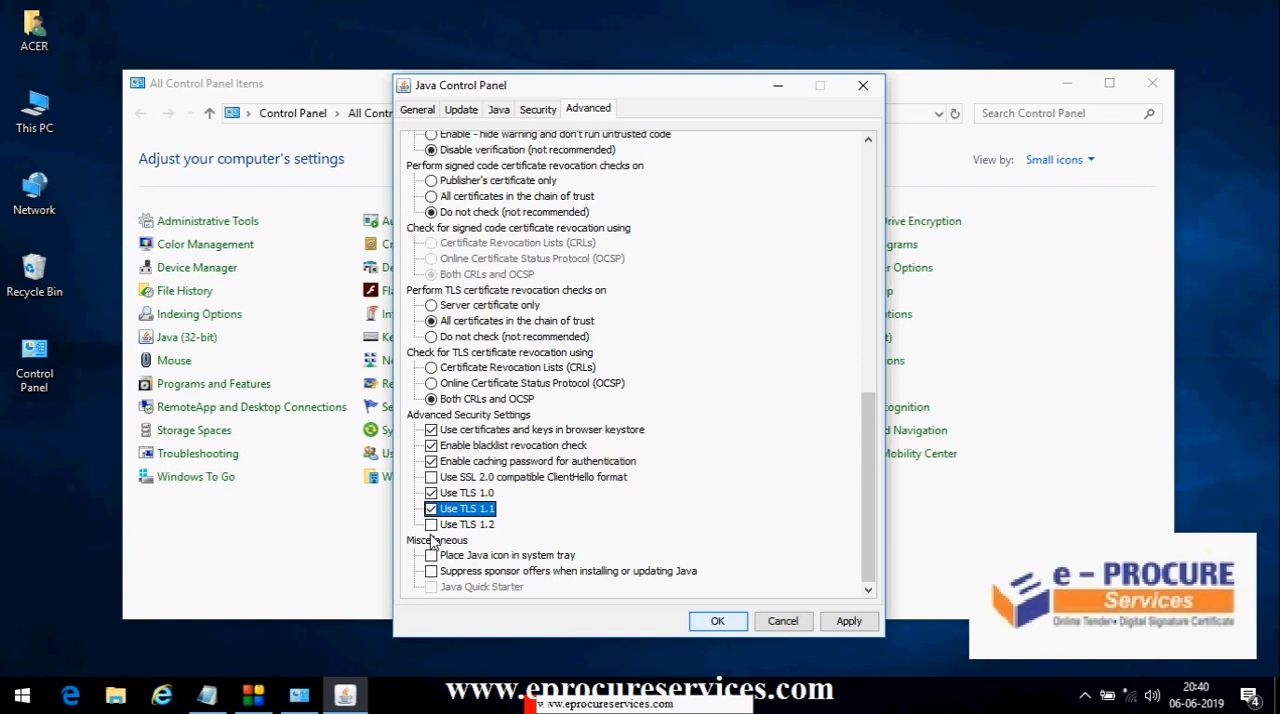 ACER
This PC
Network
Recycle Bin
Control
Panel
All Control Panel Items
Control Panel
All Contr
Search Control Panel
Adjust your computer's settings
View by:
Small icons
Administrative Tools
Color Management
Device Manager
File History
Indexing Options
Java (32-bit)
Mouse
Programs and Features
RemoteApp and Desktop Connections
Storage Spaces
Troubleshooting
Windows To Go
rive Encryption
grams
er Options
ptions
cognition
d Navigation
Mobility Center
Java Control Panel
General
Update
Java
Security
Advanced
Enable - hide warning and don't run untrusted code
Disable verification (not recommended)
Perform signed code certificate revocation checks on
Publisher's certificate only
All certificates in the chain of trust
Do not check (not recommended)
Check for signed code certificate revocation using
Certificate Revocation Lists (CRLs)
Online Certificate Status Protocol (OCSP)
Both CRLs and OCSP
Perform TLS certificate revocation checks on
Server certificate only
All certificates in the chain of trust
Do not check (not recommended)
Check for TLS certificate revocation using
Certificate Revocation Lists (CRLs)
Online Certificate Status Protocol (OCSP)
Both CRLs and OCSP
Advanced Security Settings
Use certificates and keys in browser keystore
Enable blacklist revocation check
Enable caching password for authentication
Use SSL 2.0 compatible ClientHello format
Use TLS 1.0
Use TLS 1.1
Use TLS 1.2
Miscellaneous
Place Java icon in system tray
Suppress sponsor offers when installing or updating Java
Java Quick Starter
OK
Cancel
Apply
e - PROCURE
Services
Online Tender • Digital Signature Certificate
www.eprocureservices.com
www.eprocureservices.com
20:40
06-06-2019
4